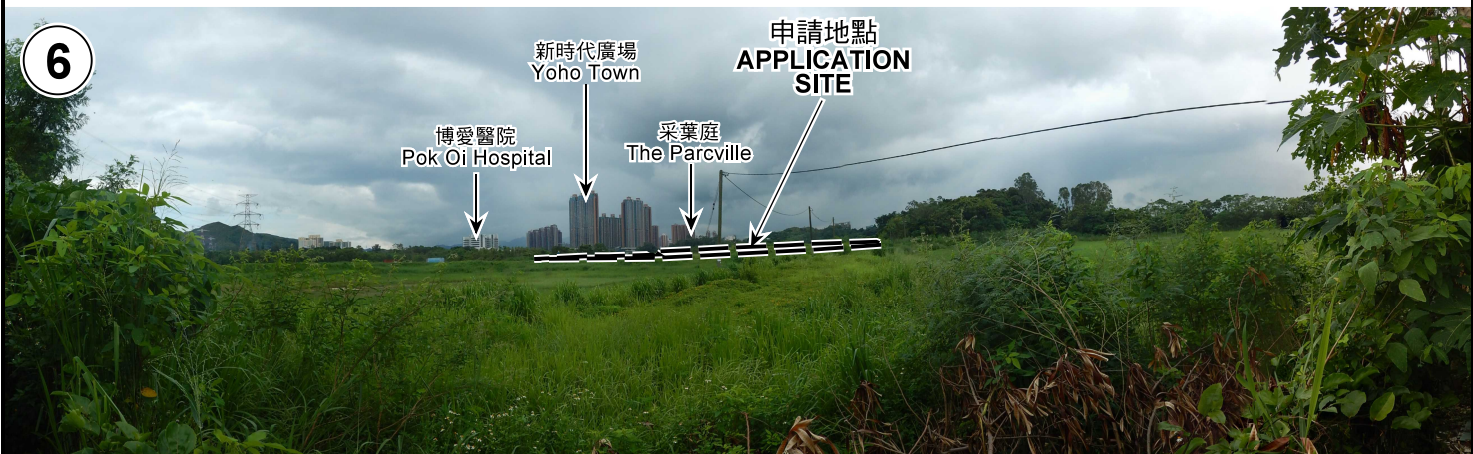 6
新時代廣場
Yoho Town
申請地點
APPLICATION
SITE
博愛醫院
Pok Oi Hospital
采葉庭
The Parcville